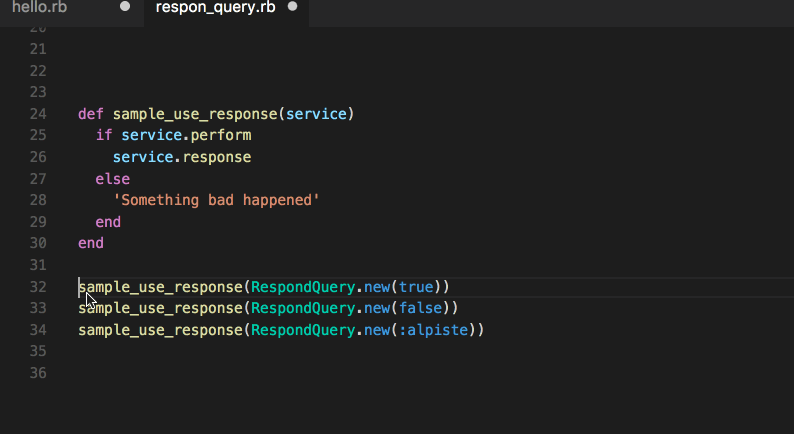 hello.rb respon_query.rb
20
21
22
23
24 def sample_use_response(service)
25 if service.perform
26 service.response
27 else
28 'Something bad happened'
29 end
30 end
31
32 sample_use_response(RespondQuery.new(true))
33 sample_use_response(RespondQuery.new(false))
34 sample_use_response(RespondQuery.new(:alpiste))
35
36